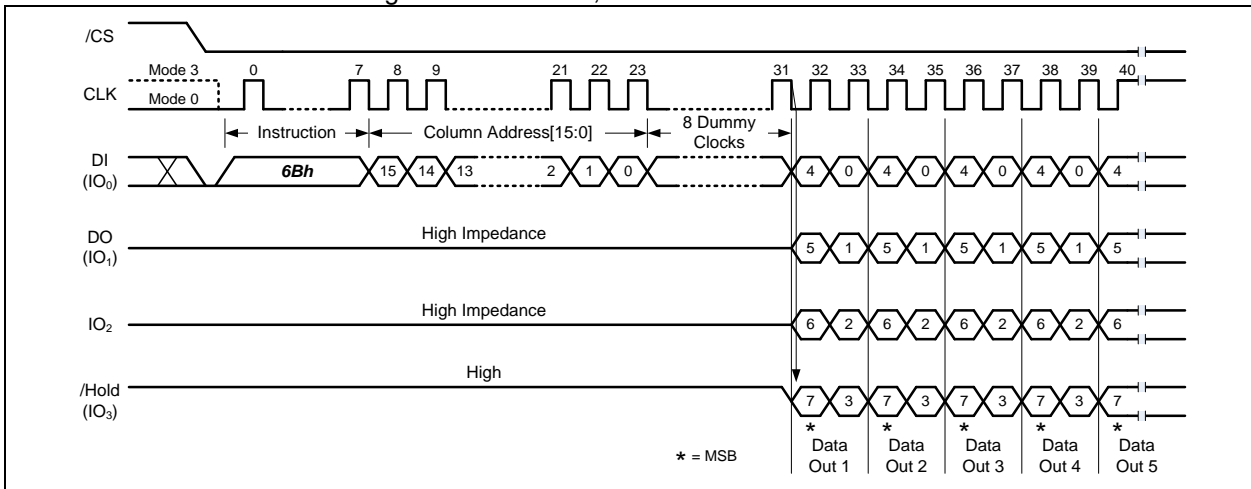 /CS
Mode 3 0 7 8 9 21 22 23 31 32 33 34 35 36 37 38 39 40
CLK
Mode 0
Instruction Column Address[15:0] 8 Dummy
Clocks
DI
(IO₀)
6Bh 15 14 13 2 1 0 4 0 4 0 4 0 4 0 4
DO
(IO₁)
High Impedance 5 1 5 1 5 1 5 1 5
IO₂
High Impedance 6 2 6 2 6 2 6 2 6
/Hold
(IO₃)
High 7 3 7 3 7 3 7 3 7
* * * * *
* = MSB
Data
Out 1
Data
Out 2
Data
Out 3
Data
Out 4
Data
Out 5